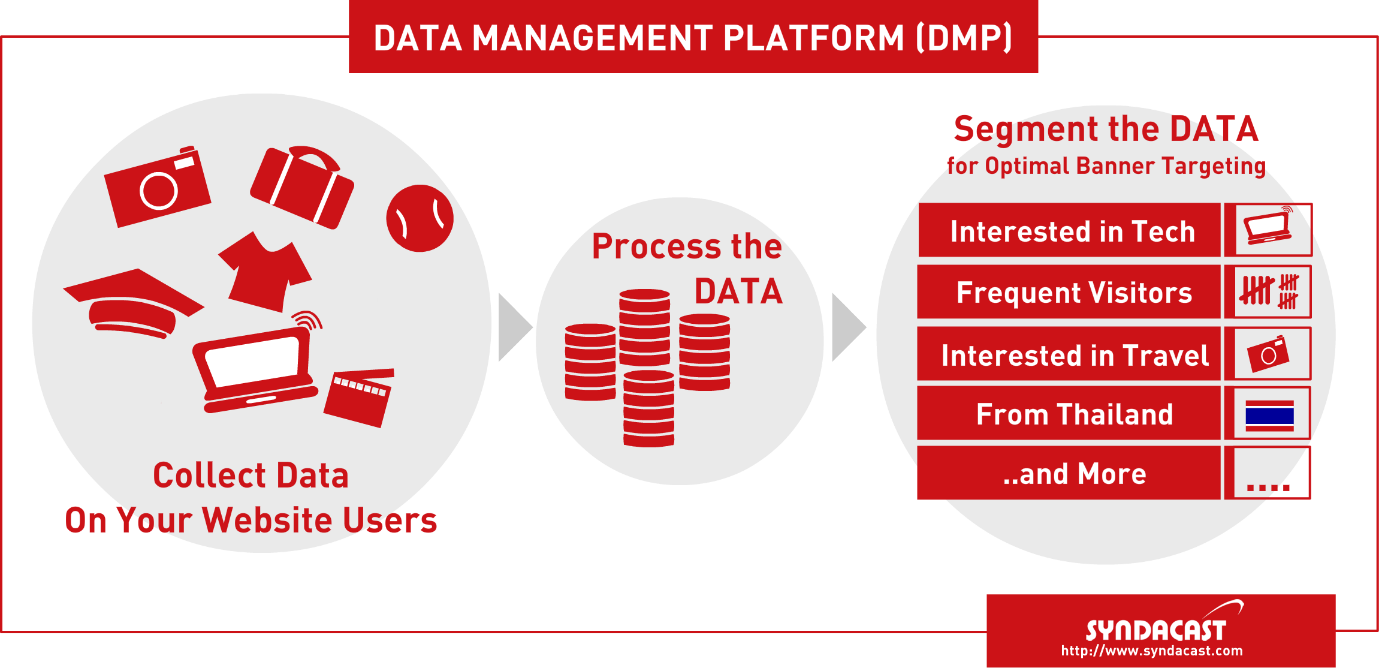 DATA MANAGEMENT PLATFORM (DMP)
Collect Data
On Your Website Users
Process the
DATA
Segment the DATA
for Optimal Banner Targeting
Interested in Tech
Frequent Visitors
Interested in Travel
From Thailand
..and More
....
SYNDACAST
http://www.syndacast.com